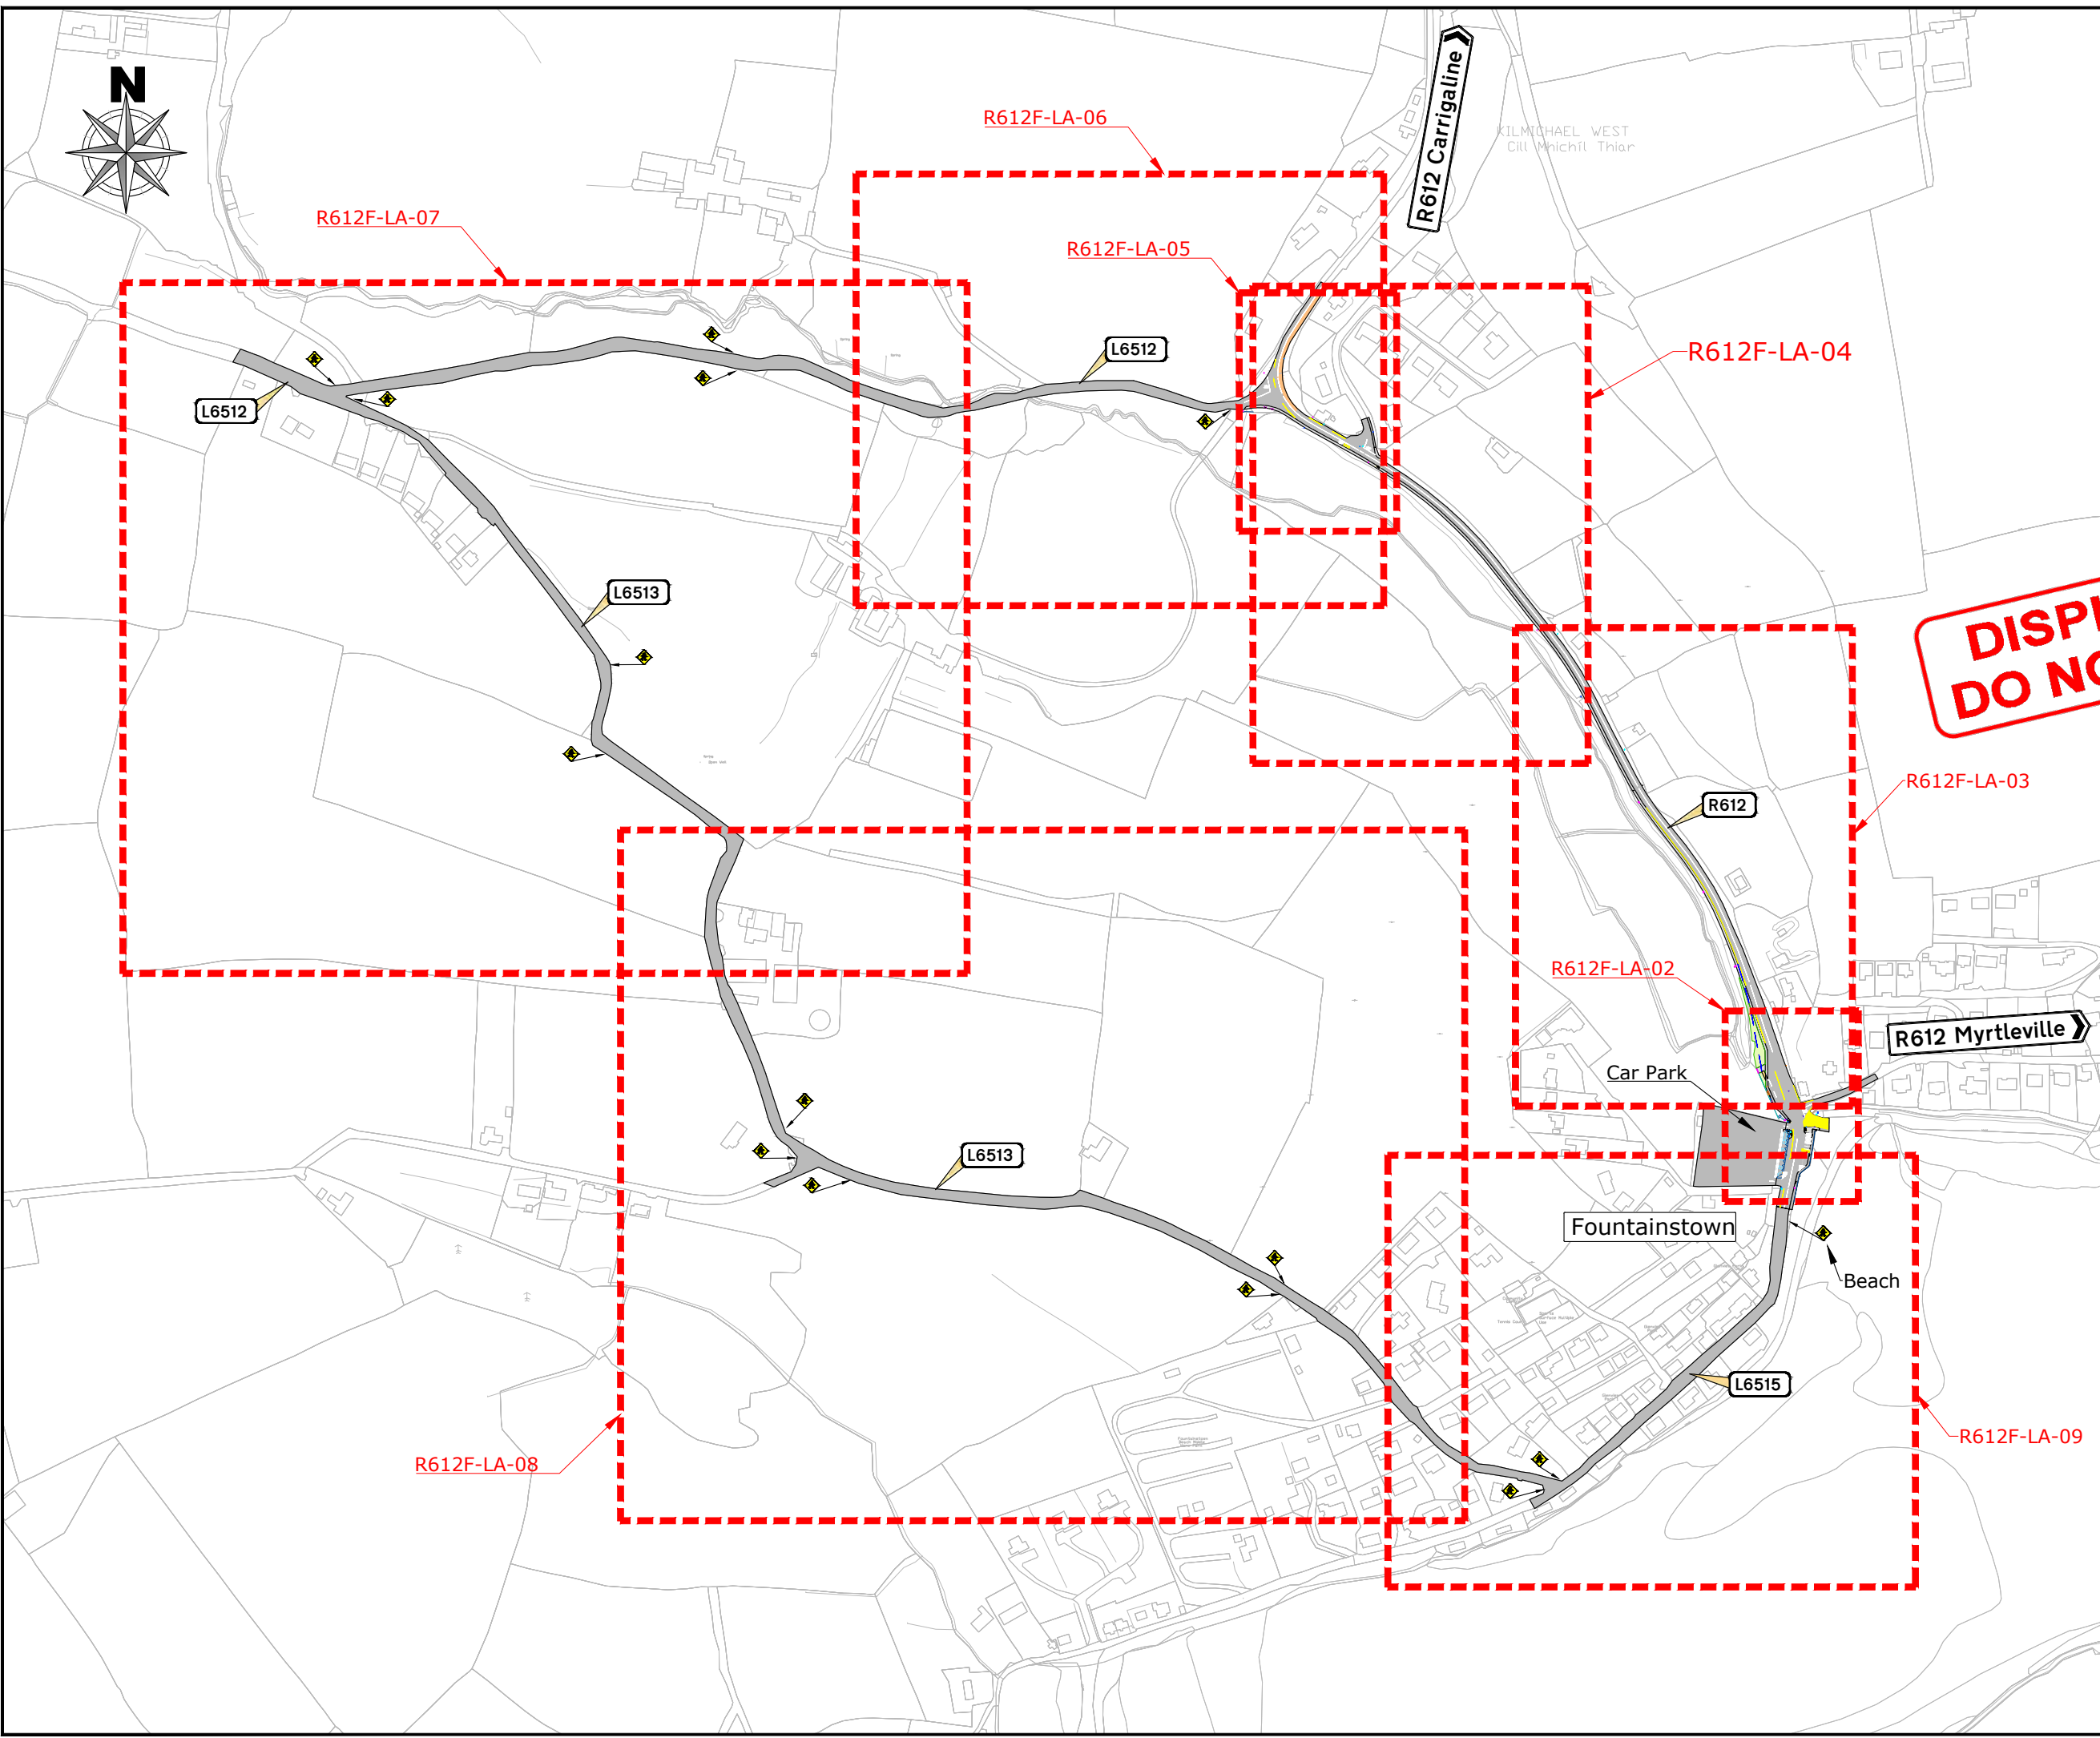 N
R612F-LA-06
R612 Carrigaline
KILMICHAEL WEST
Cill Mhichíl Thiar
R612F-LA-07
R612F-LA-05
L6512
R612F-LA-04
L6512
L6513
DISPL
DO NO
R612F-LA-03
R612
R612F-LA-02
R612 Myrtleville
Car Park
L6513
Fountainstown
Beach
L6515
R612F-LA-08
R612F-LA-09